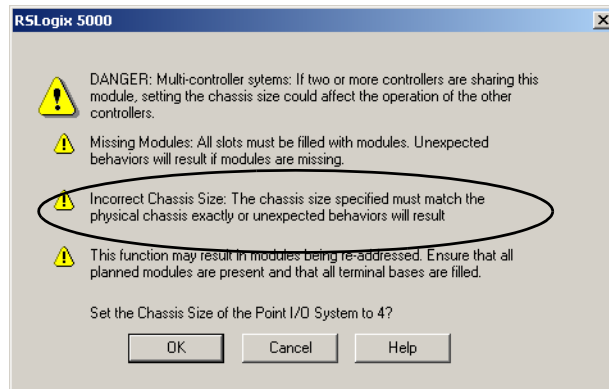 RSLogix 5000
DANGER: Multi-controller sytems: If two or more controllers are sharing this
module, setting the chassis size could affect the operation of the other
controllers.
Missing Modules: All slots must be filled with modules. Unexpected
behaviors will result if modules are missing.
Incorrect Chassis Size: The chassis size specified must match the
physical chassis exactly or unexpected behaviors will result
This function may result in modules being re-addressed. Ensure that all
planned modules are present and that all terminal bases are filled.
Set the Chassis Size of the Point I/O System to 4?
OK Cancel Help